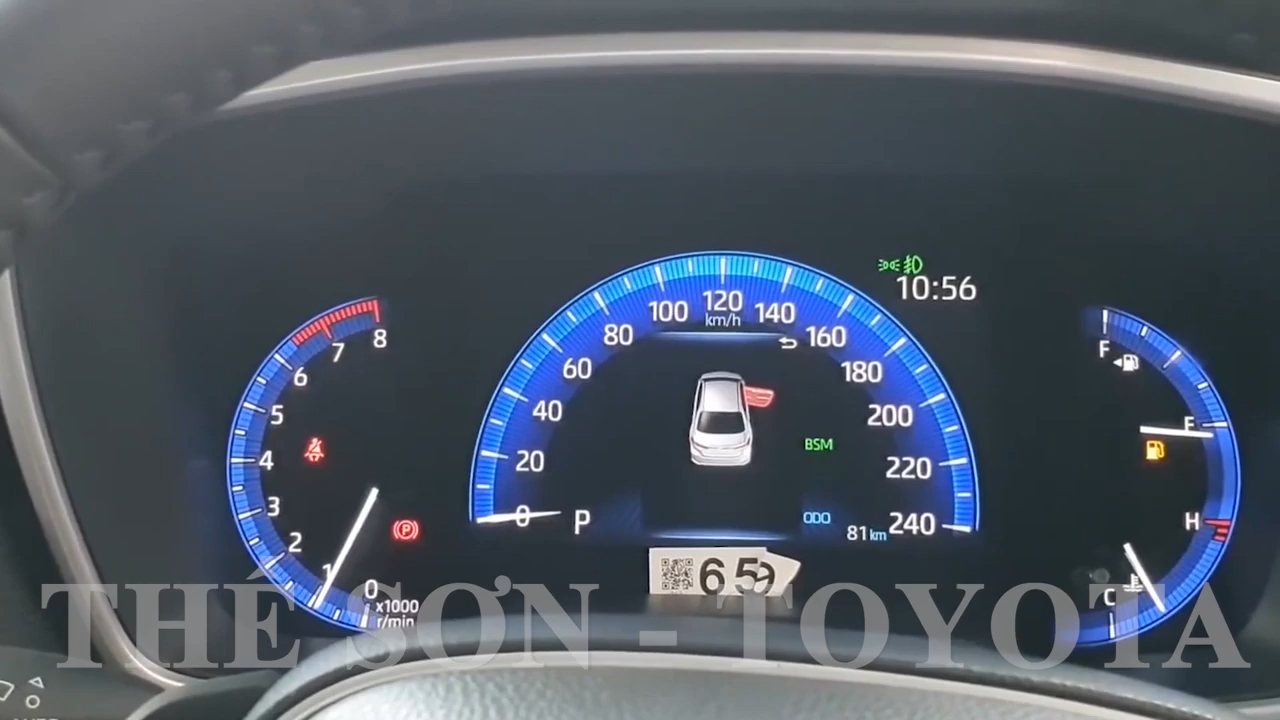 10:56
100 120 140
km/h
80 160
60 180
40 200
20 220
0 240
8
7
6
5
4
3
2
1
0
x1000
r/min
P
BSM
ODO
81 km
F
E
H
C
P
65
THẾ SƠN - TOYOTA